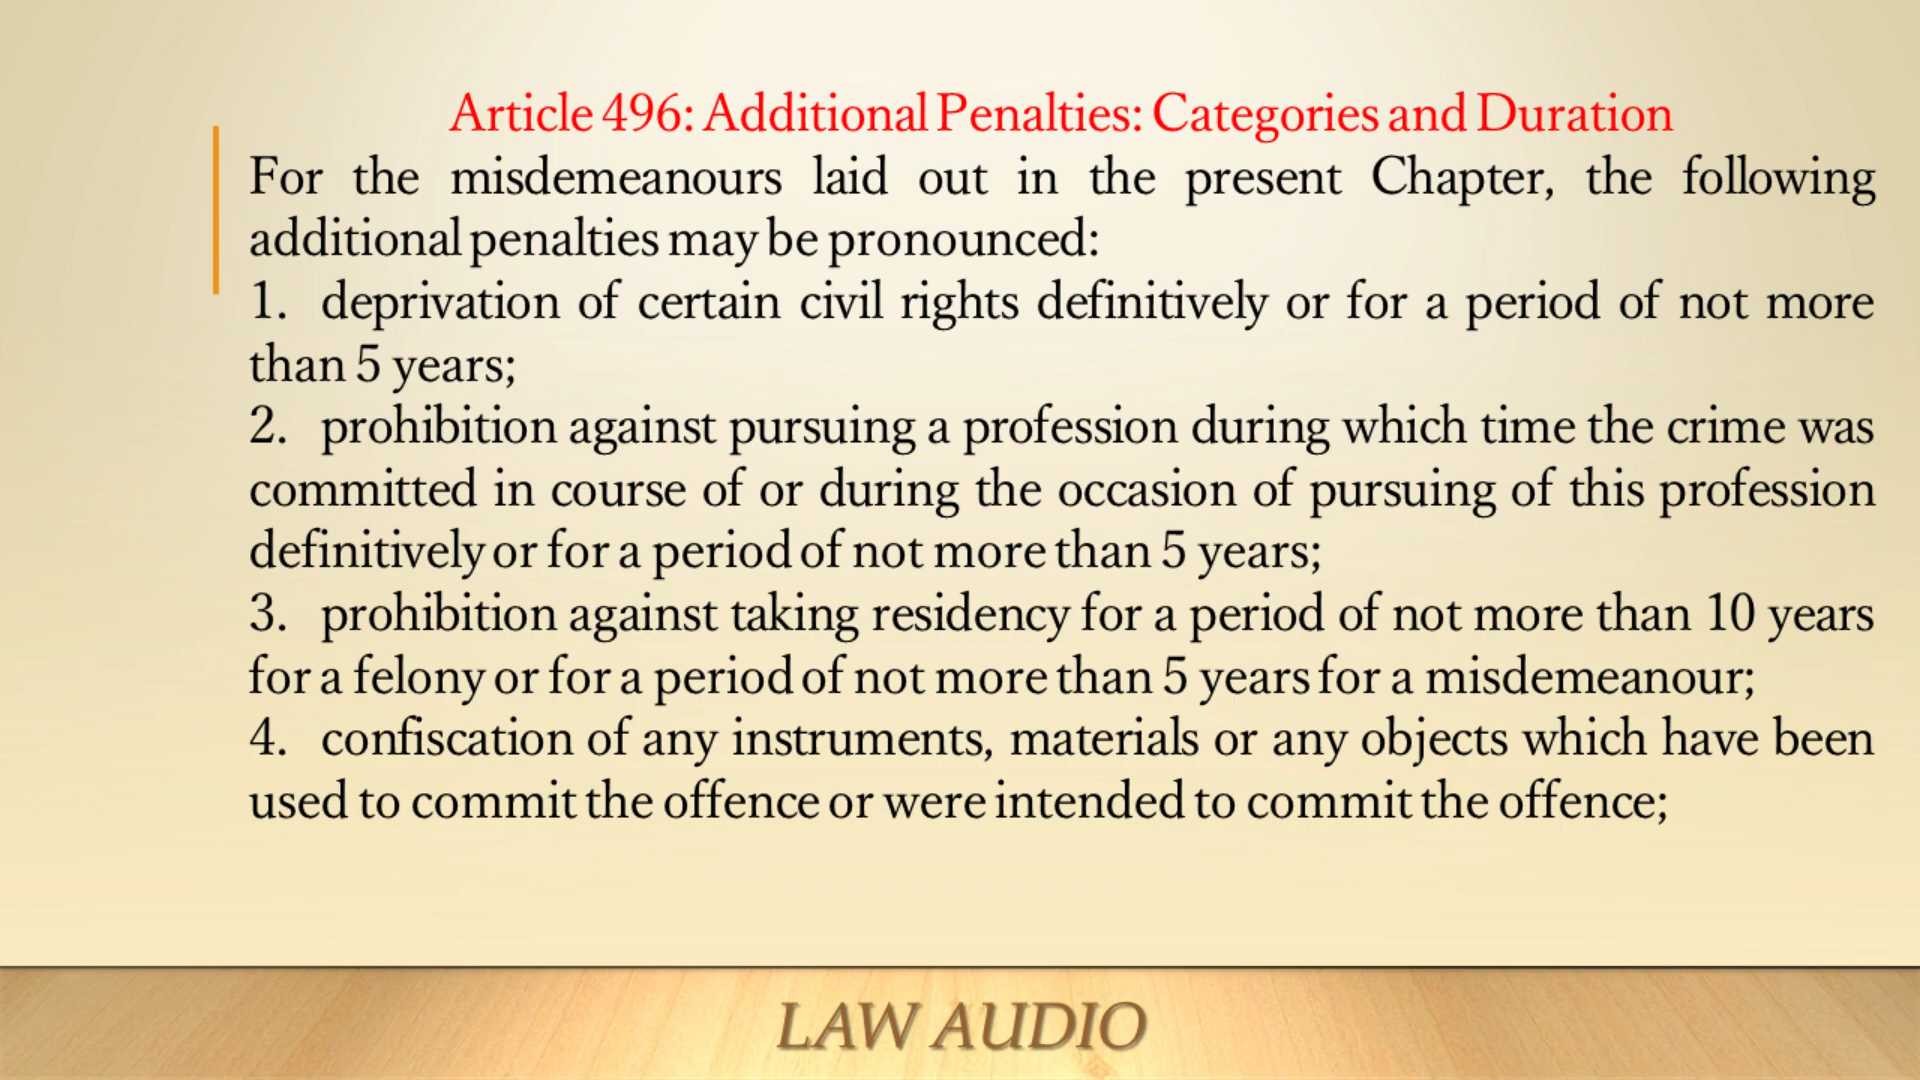 Article 496: Additional Penalties: Categories and Duration
For the misdemeanours laid out in the present Chapter, the following
additional penalties may be pronounced:
1. deprivation of certain civil rights definitively or for a period of not more
than 5 years;
2. prohibition against pursuing a profession during which time the crime was
committed in course of or during the occasion of pursuing of this profession
definitively or for a period of not more than 5 years;
3. prohibition against taking residency for a period of not more than 10 years
for a felony or for a period of not more than 5 years for a misdemeanour;
4. confiscation of any instruments, materials or any objects which have been
used to commit the offence or were intended to commit the offence;
LAW AUDIO